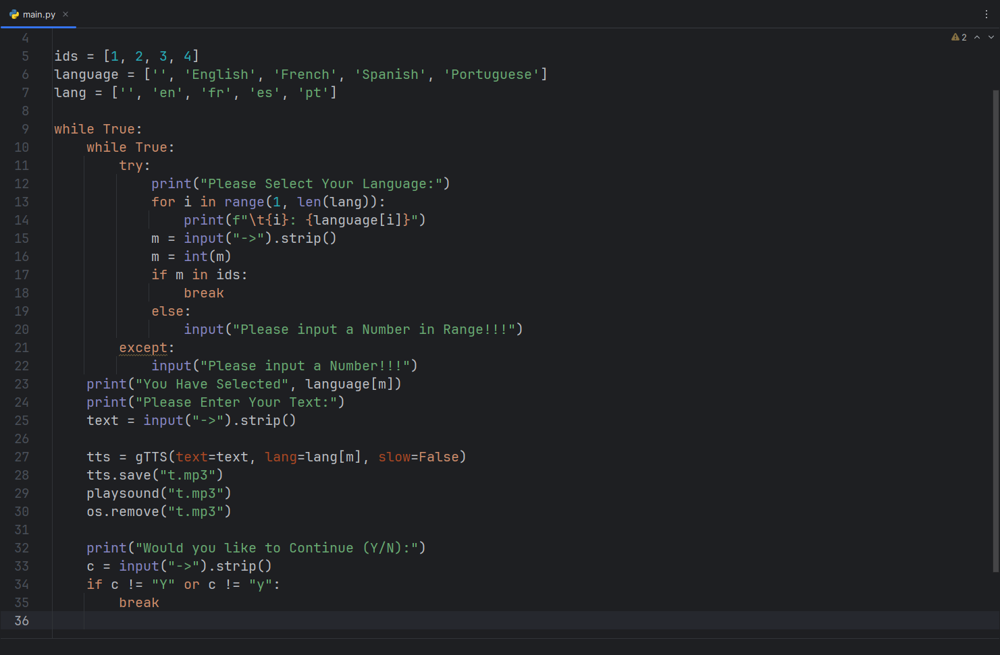 main.py
2
4
5 ids = [1, 2, 3, 4]
6 language = ['', 'English', 'French', 'Spanish', 'Portuguese']
7 lang = ['', 'en', 'fr', 'es', 'pt']
8
9 while True:
10     while True:
11         try:
12             print("Please Select Your Language:")
13             for i in range(1, len(lang)):
14                 print(f"\t{i}: {language[i]}")
15             m = input("->").strip()
16             m = int(m)
17             if m in ids:
18                 break
19             else:
20                 input("Please input a Number in Range!!!")
21         except:
22             input("Please input a Number!!!")
23     print("You Have Selected", language[m])
24     print("Please Enter Your Text:")
25     text = input("->").strip()
26
27     tts = gTTS(text=text, lang=lang[m], slow=False)
28     tts.save("t.mp3")
29     playsound("t.mp3")
30     os.remove("t.mp3")
31
32     print("Would you like to Continue (Y/N):")
33     c = input("->").strip()
34     if c != "Y" or c != "y":
35         break
36